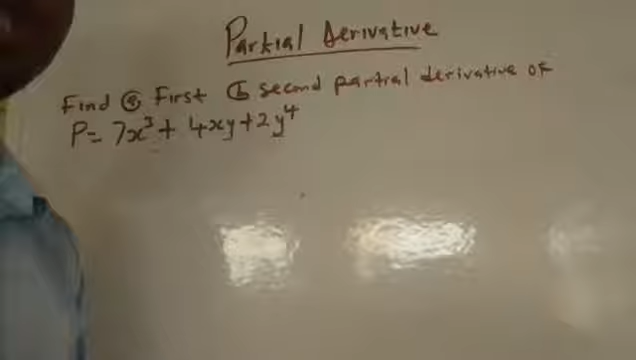 Partial Derivative
Find ⓐ First ⓑ second partial derivative of
P= 7x³ + 4xy + 2y⁴